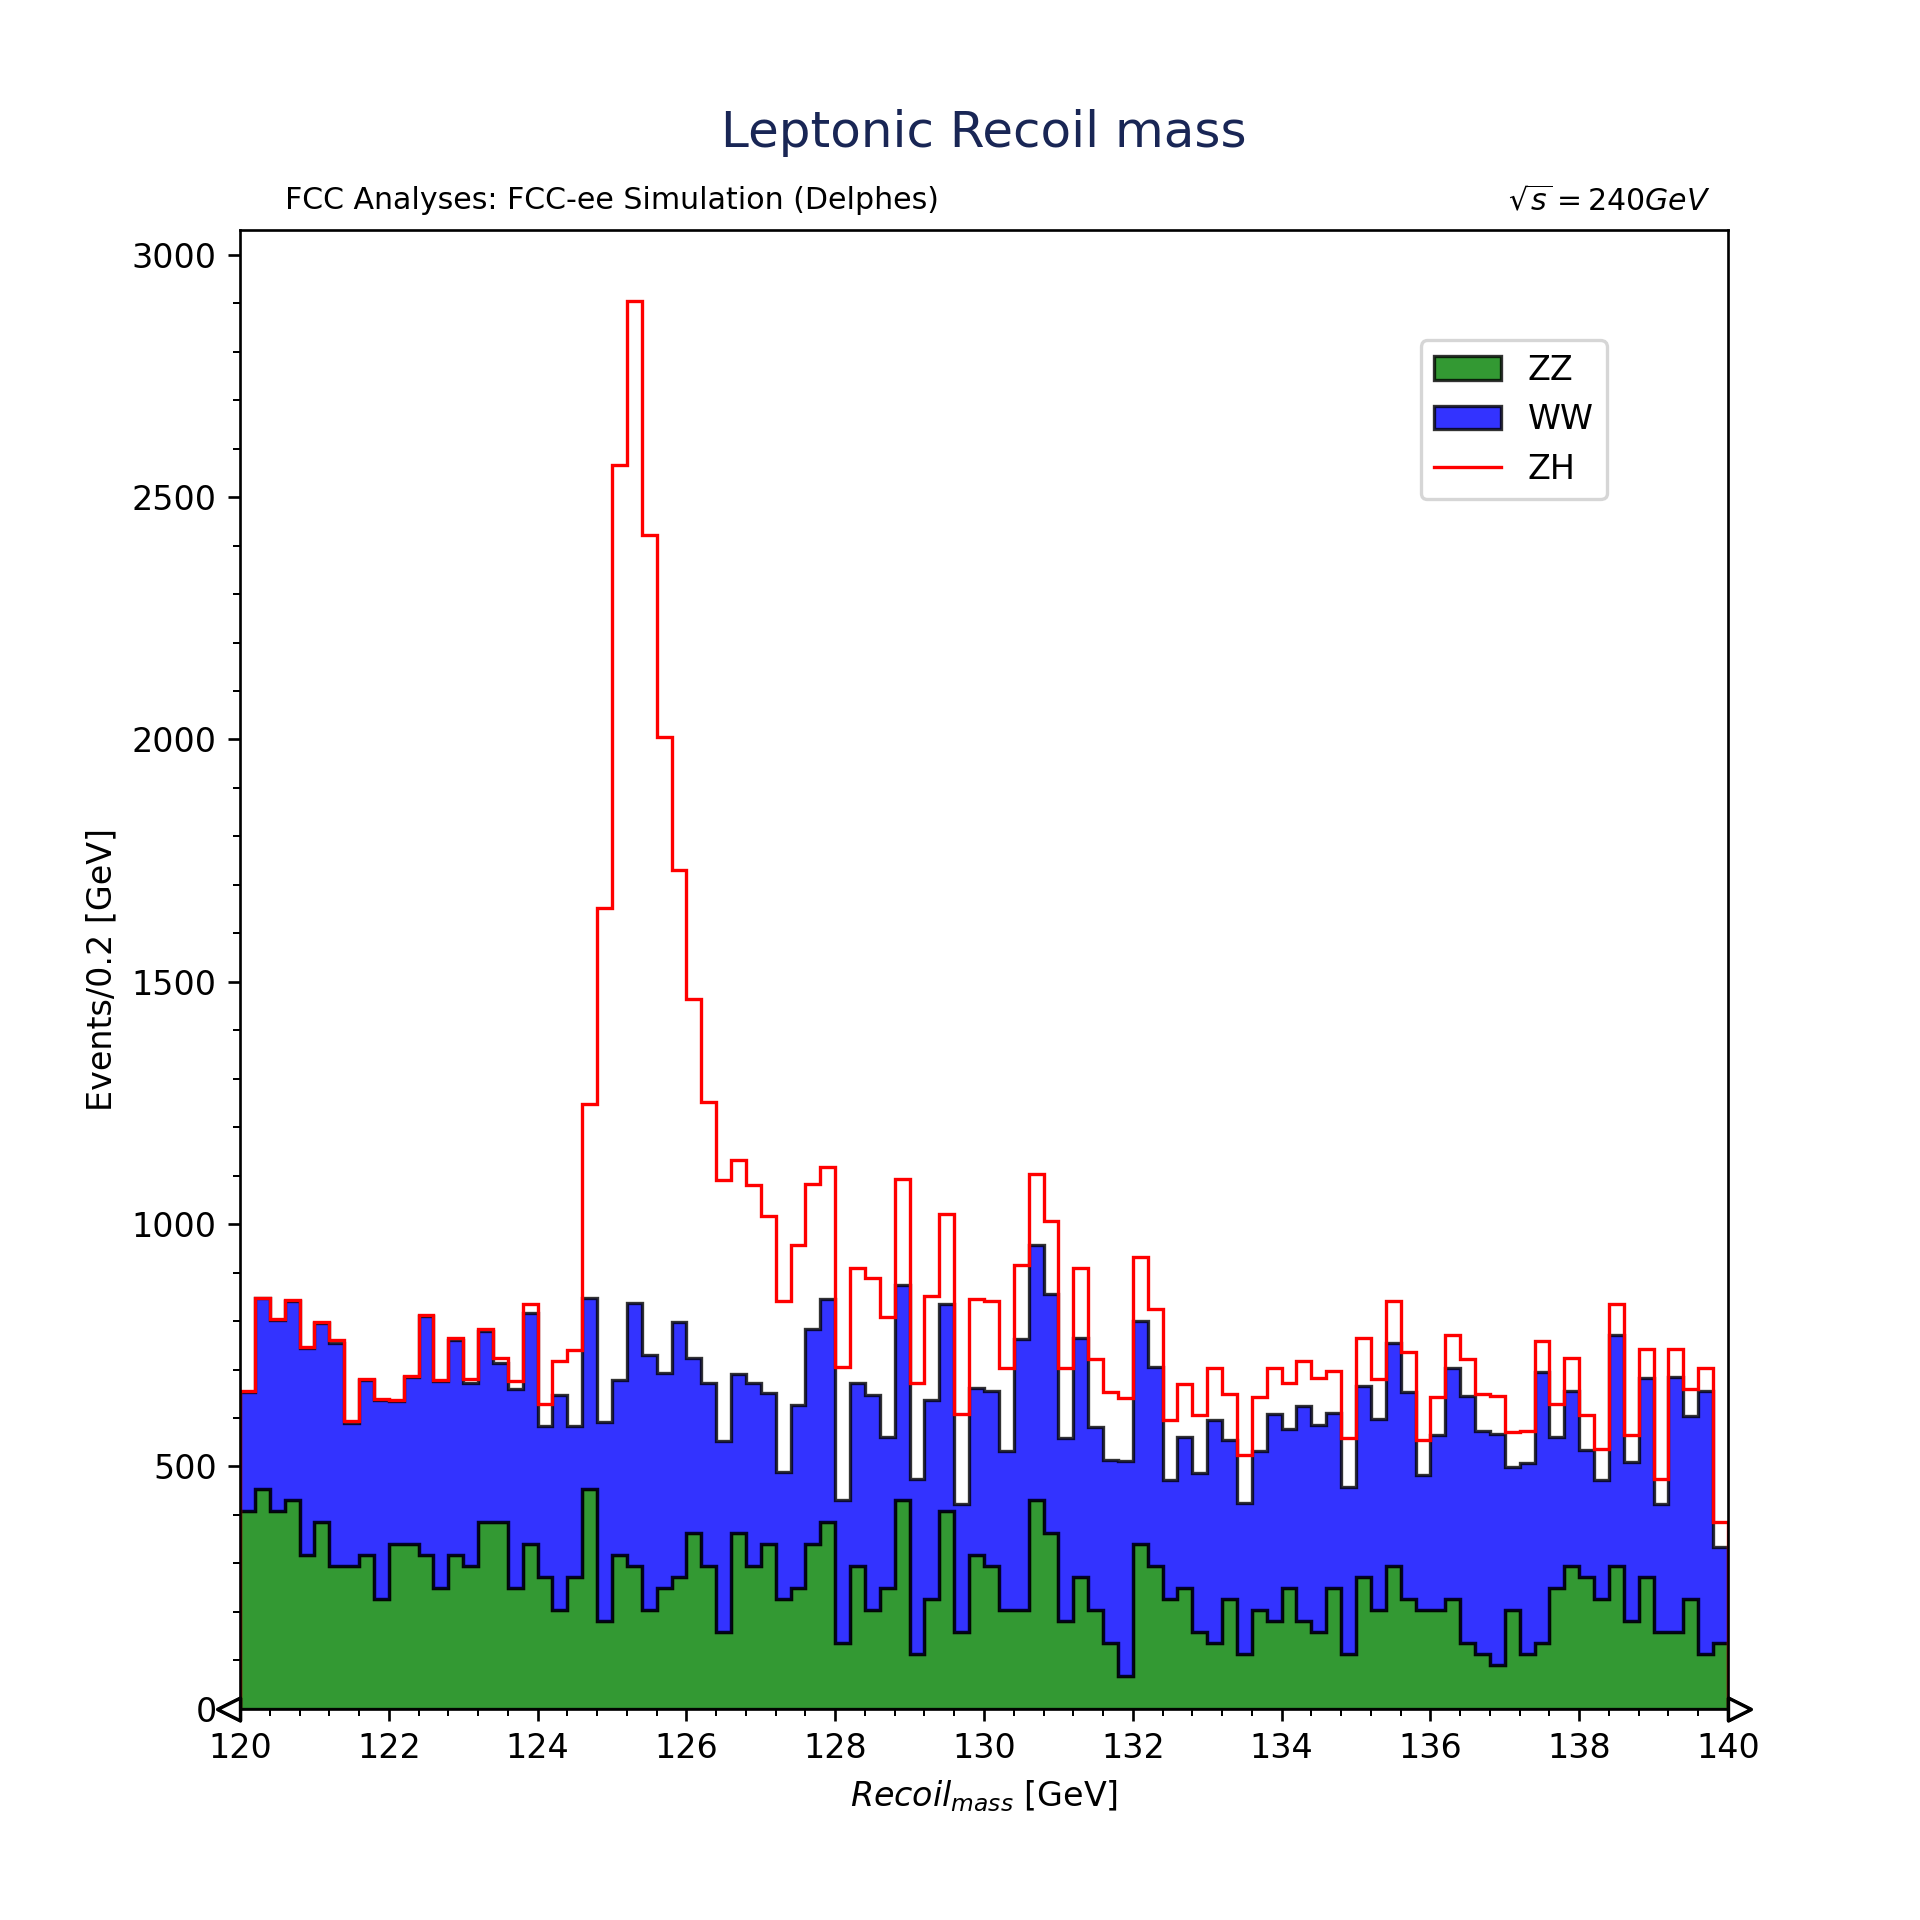 Leptonic Recoil mass
FCC Analyses: FCC-ee Simulation (Delphes)
√s = 240GeV
3000
2500
2000
1500
1000
500
0
Events/0.2 [GeV]
ZZ
WW
ZH
120 122 124 126 128 130 132 134 136 138 140
Recoil_mass [GeV]